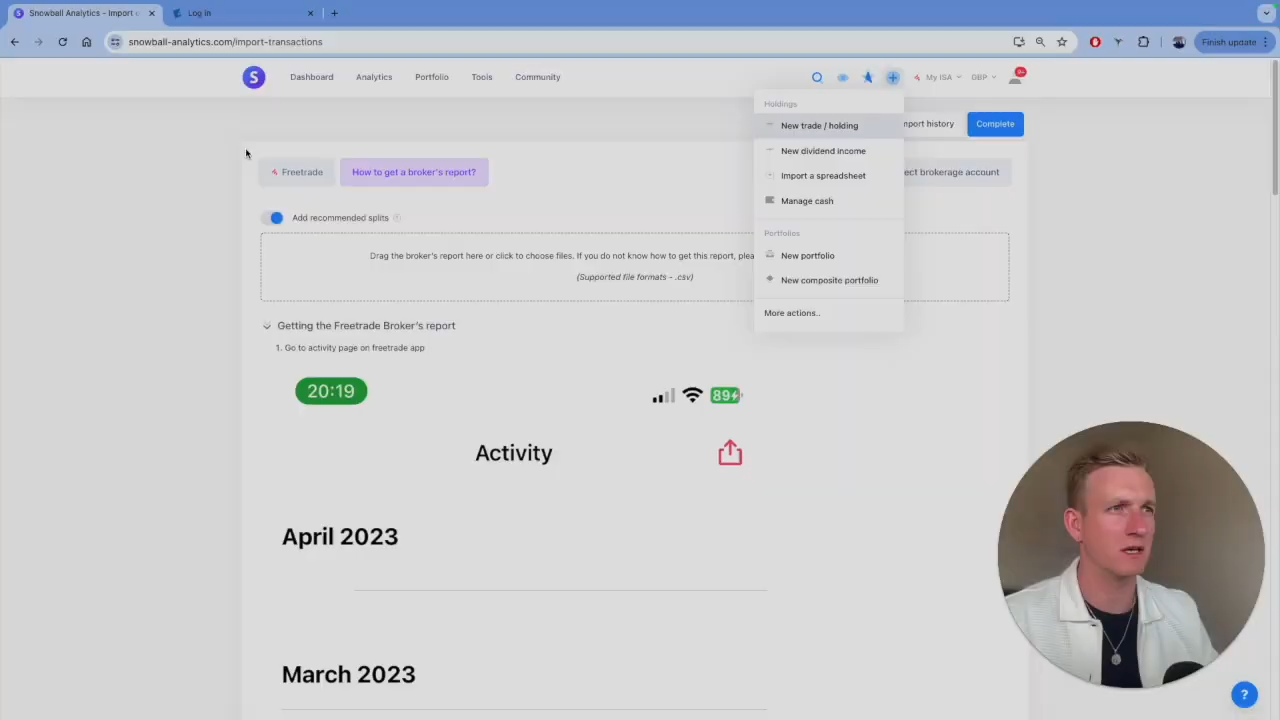 Snowball Analytics - Import c
Log in
snowball-analytics.com/import-transactions
Finish update
S
Dashboard
Analytics
Portfolio
Tools
Community
My ISA
GBP
9+
Holdings
New trade / holding
New dividend income
Import a spreadsheet
Manage cash
Portfolios
New portfolio
New composite portfolio
More actions..
mport history
Complete
Freetrade
How to get a broker's report?
ect brokerage account
Add recommended splits
Drag the broker's report here or click to choose files. If you do not know how to get this report, plea
(Supported file formats - .csv)
Getting the Freetrade Broker's report
1. Go to activity page on freetrade app
20:19
89
Activity
April 2023
March 2023
?